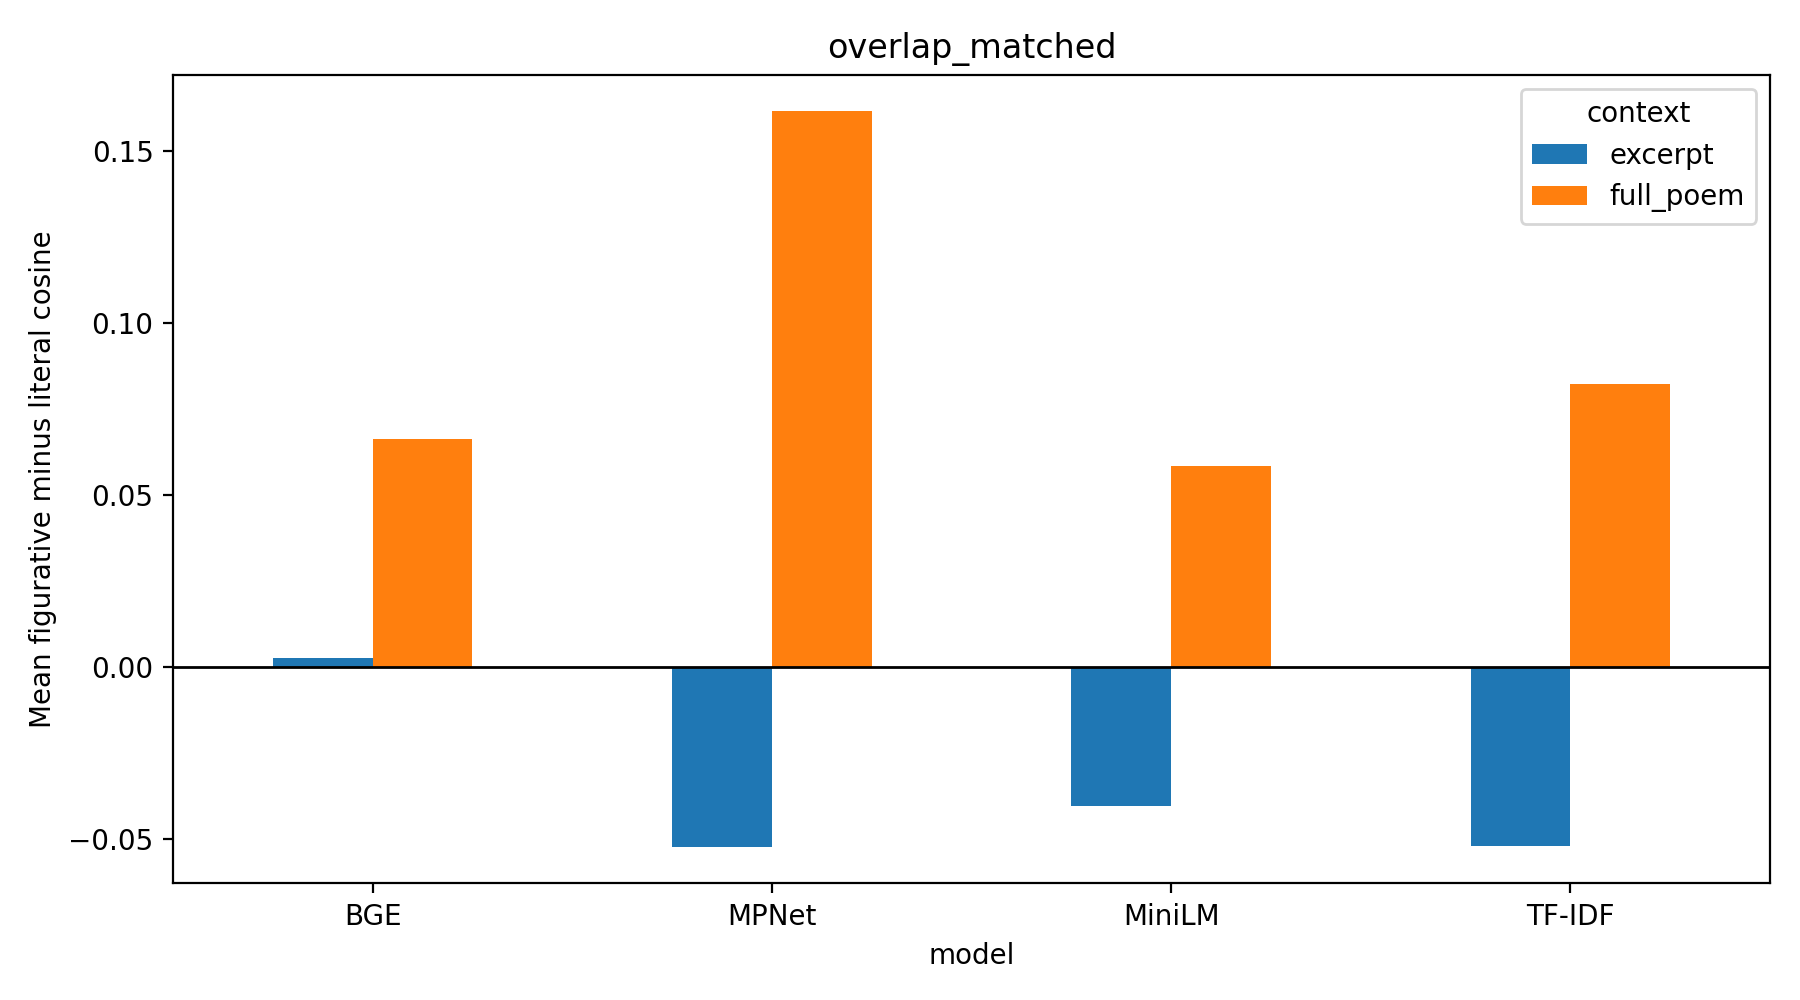 overlap_matched
Mean figurative minus literal cosine
0.15
0.10
0.05
0.00
−0.05
context
excerpt
full_poem
BGE
MPNet
MiniLM
TF-IDF
model